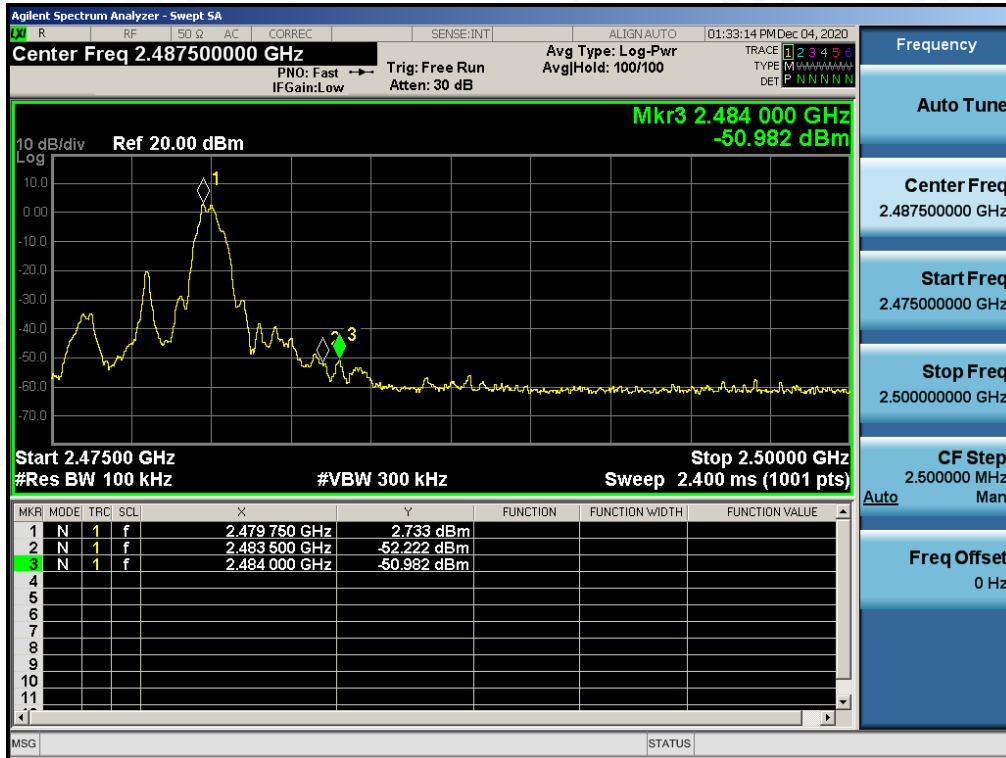 Agilent Spectrum Analyzer - Swept SA
LXI R RF 50 Ω AC CORREC SENSE:INT ALIGN AUTO 01:33:14 PM Dec 04, 2020
Center Freq 2.487500000 GHz
PNO: Fast
IFGain:Low
Trig: Free Run
Atten: 30 dB
Avg Type: Log-Pwr
Avg|Hold: 100/100
TRACE 1 2 3 4 5 6
TYPE M
DET P N N N N N
Mkr3 2.484 000 GHz
-50.982 dBm
10 dB/div Ref 20.00 dBm
Log
10.0
0.00
-10.0
-20.0
-30.0
-40.0
-50.0
-60.0
-70.0
1
2
3
Start 2.47500 GHz Stop 2.50000 GHz
#Res BW 100 kHz #VBW 300 kHz Sweep 2.400 ms (1001 pts)
MKR MODE TRC SCL X Y FUNCTION FUNCTION WIDTH FUNCTION VALUE
1 N 1 f 2.479 750 GHz 2.733 dBm
2 N 1 f 2.483 500 GHz -52.222 dBm
3 N 1 f 2.484 000 GHz -50.982 dBm
4
5
6
7
8
9
10
11
MSG STATUS
Frequency
Auto Tune
Center Freq
2.487500000 GHz
Start Freq
2.475000000 GHz
Stop Freq
2.500000000 GHz
CF Step
2.500000 MHz
Auto Man
Freq Offset
0 Hz